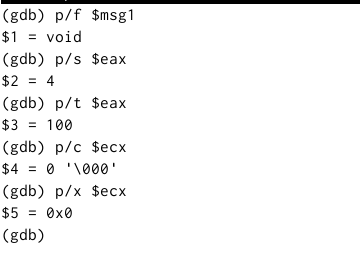 (gdb) p/f $msg1
$1 = void
(gdb) p/s $eax
$2 = 4
(gdb) p/t $eax
$3 = 100
(gdb) p/c $ecx
$4 = 0 '\000'
(gdb) p/x $ecx
$5 = 0x0
(gdb)